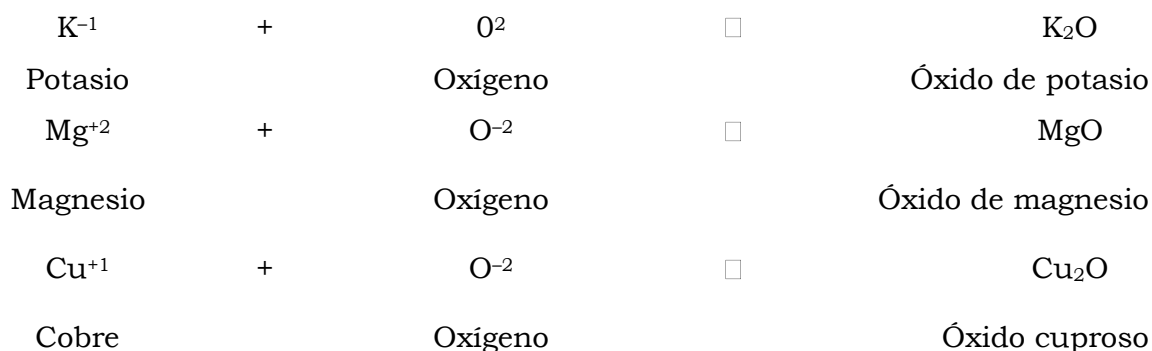 K⁻¹ + 0² □ K₂O
Potasio Oxígeno Óxido de potasio
Mg⁺² + O⁻² □ MgO
Magnesio Oxígeno Óxido de magnesio
Cu⁺¹ + O⁻² □ Cu₂O
Cobre Oxígeno Óxido cuproso